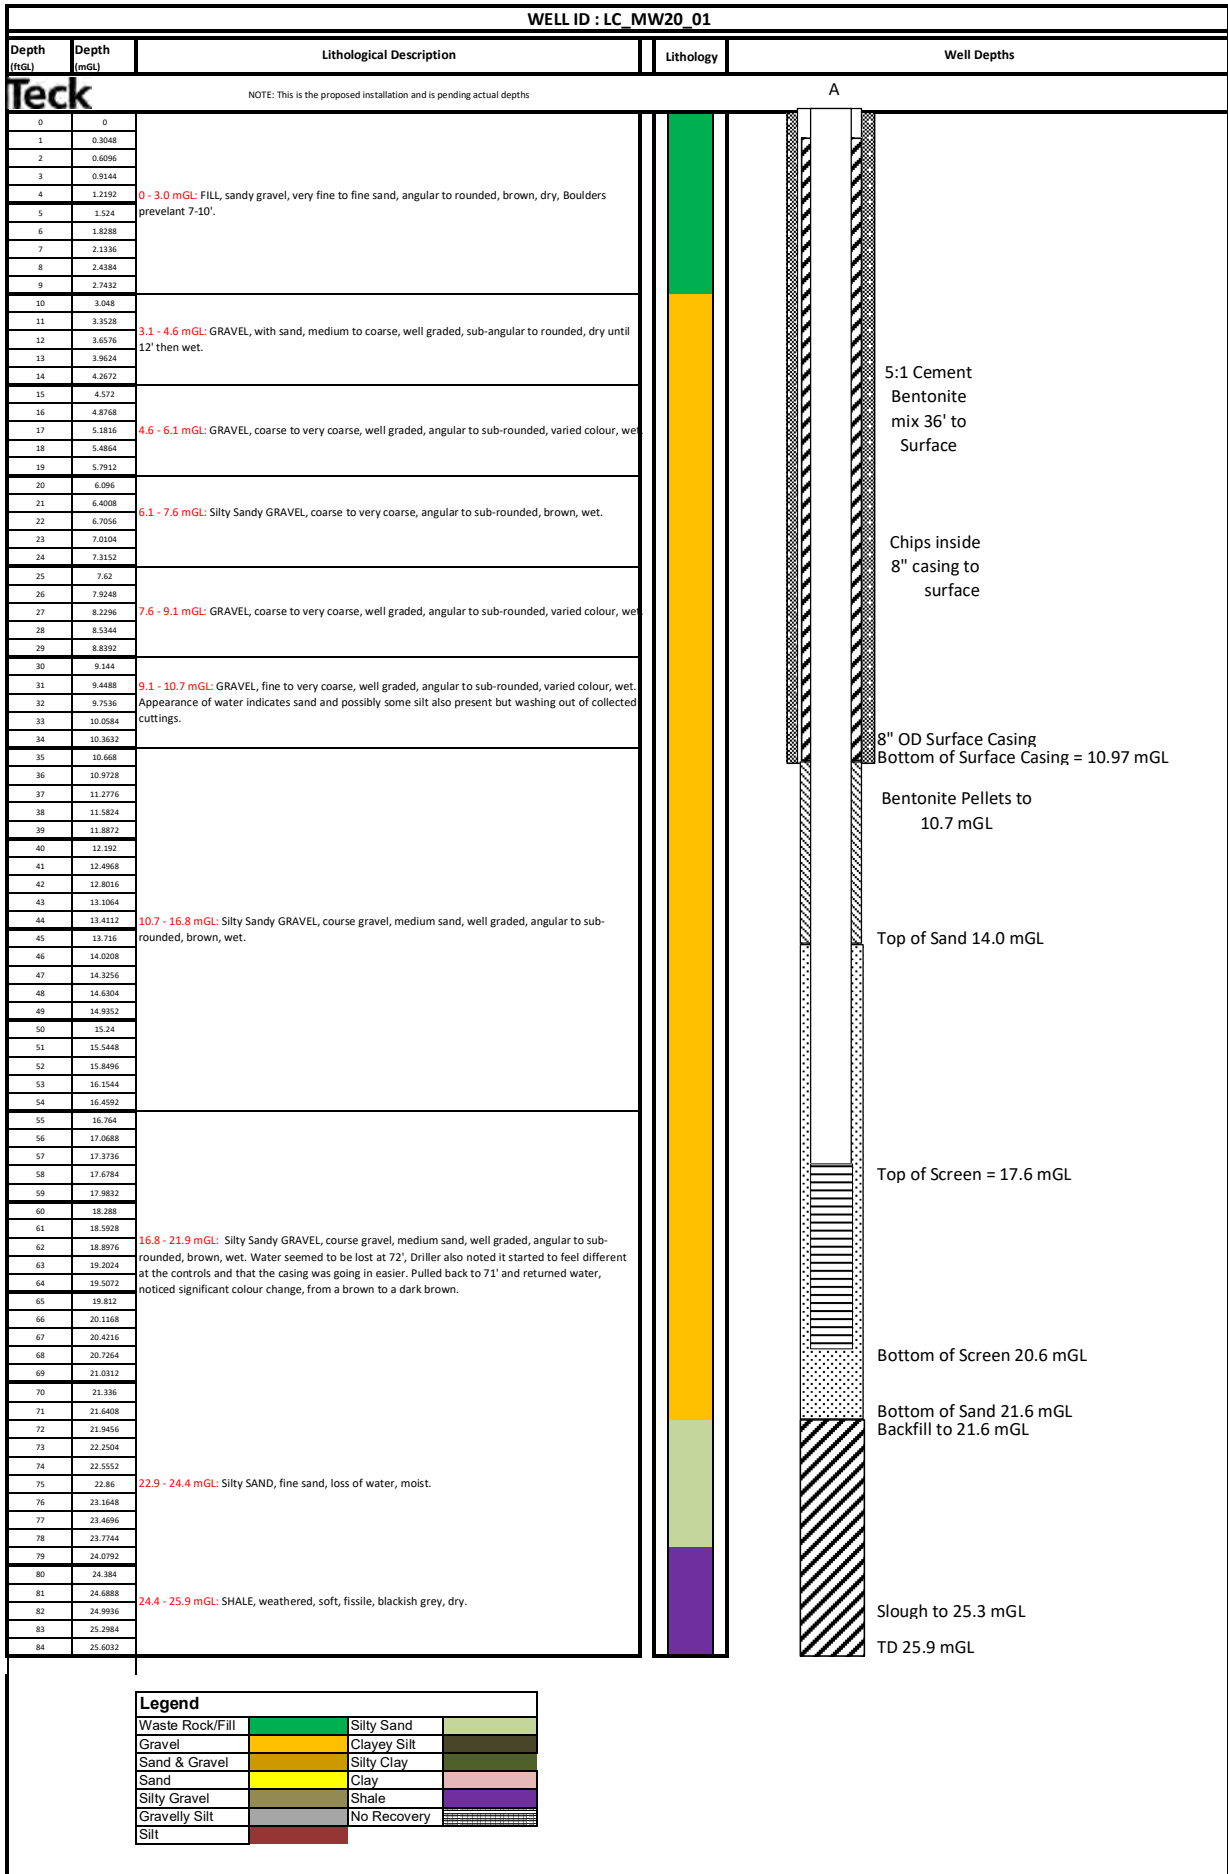 WELL ID : LC_MW20_01
Depth (ftGL) Depth (mGL) Lithological Description Lithology Well Depths
Teck NOTE: This is the proposed installation and is pending actual depths A
0 0
1 0.3048
2 0.6096
3 0.9144
4 1.2192
5 1.524
6 1.8288
7 2.1336
8 2.4384
9 2.7432
0 - 3.0 mGL: FILL, sandy gravel, very fine to fine sand, angular to rounded, brown, dry, Boulders
prevelant 7-10'.
10 3.048
11 3.3528
12 3.6576
13 3.9624
14 4.2672
3.1 - 4.6 mGL: GRAVEL, with sand, medium to coarse, well graded, sub-angular to rounded, dry until
12' then wet.
15 4.572
16 4.8768
17 5.1816
18 5.4864
19 5.7912
4.6 - 6.1 mGL: GRAVEL, coarse to very coarse, well graded, angular to sub-rounded, varied colour, wet
20 6.096
21 6.4008
22 6.7056
23 7.0104
24 7.3152
6.1 - 7.6 mGL: Silty Sandy GRAVEL, coarse to very coarse, angular to sub-rounded, brown, wet.
25 7.62
26 7.9248
27 8.2296
28 8.5344
29 8.8392
7.6 - 9.1 mGL: GRAVEL, coarse to very coarse, well graded, angular to sub-rounded, varied colour, wet
30 9.144
31 9.4488
32 9.7536
33 10.0584
34 10.3632
9.1 - 10.7 mGL: GRAVEL, fine to very coarse, well graded, angular to sub-rounded, varied colour, wet.
Appearance of water indicates sand and possibly some silt also present but washing out of collected
cuttings.
35 10.668
36 10.9728
37 11.2776
38 11.5824
39 11.8872
40 12.192
41 12.4968
42 12.8016
43 13.1064
44 13.4112
45 13.716
46 14.0208
47 14.3256
48 14.6304
49 14.9352
50 15.24
51 15.5448
52 15.8496
53 16.1544
54 16.4592
10.7 - 16.8 mGL: Silty Sandy GRAVEL, course gravel, medium sand, well graded, angular to sub-
rounded, brown, wet.
55 16.764
56 17.0688
57 17.3736
58 17.6784
59 17.9832
60 18.288
61 18.5928
62 18.8976
63 19.2024
64 19.5072
65 19.812
66 20.1168
67 20.4216
68 20.7264
69 21.0312
70 21.336
71 21.6408
72 21.9456
73 22.2504
74 22.5552
75 22.86
76 23.1648
77 23.4696
78 23.7744
79 24.0792
80 24.384
81 24.6888
82 24.9936
83 25.2984
84 25.6032
16.8 - 21.9 mGL: Silty Sandy GRAVEL, course gravel, medium sand, well graded, angular to sub-
rounded, brown, wet. Water seemed to be lost at 72', Driller also noted it started to feel different
at the controls and that the casing was going in easier. Pulled back to 71' and returned water,
noticed significant colour change, from a brown to a dark brown.
22.9 - 24.4 mGL: Silty SAND, fine sand, loss of water, moist.
24.4 - 25.9 mGL: SHALE, weathered, soft, fissile, blackish grey, dry.
5:1 Cement
Bentonite
mix 36' to
Surface
Chips inside
8" casing to
surface
8" OD Surface Casing
Bottom of Surface Casing = 10.97 mGL
Bentonite Pellets to
10.7 mGL
Top of Sand 14.0 mGL
Top of Screen = 17.6 mGL
Bottom of Screen 20.6 mGL
Bottom of Sand 21.6 mGL
Backfill to 21.6 mGL
Slough to 25.3 mGL
TD 25.9 mGL
Legend
Waste Rock/Fill Silty Sand
Gravel Clayey Silt
Sand & Gravel Silty Clay
Sand Clay
Silty Gravel Shale
Gravelly Silt No Recovery
Silt